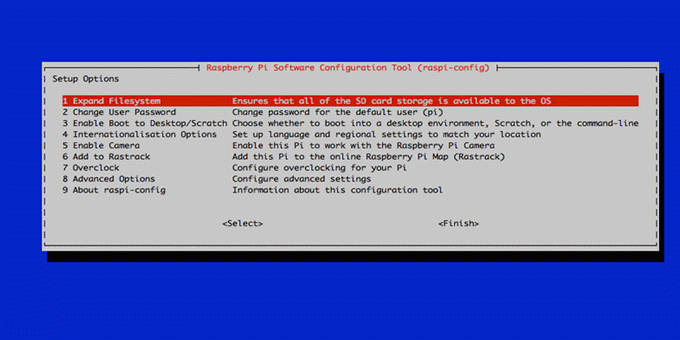 Raspberry Pi Software Configuration Tool (raspi-config)
Setup Options
1 Expand Filesystem Ensures that all of the SD card storage is available to the OS
2 Change User Password Change password for the default user (pi)
3 Enable Boot to Desktop/Scratch Choose whether to boot into a desktop environment, Scratch, or the command-line
4 Internationalisation Options Set up language and regional settings to match your location
5 Enable Camera Enable this Pi to work with the Raspberry Pi Camera
6 Add to Rastrack Add this Pi to the online Raspberry Pi Map (Rastrack)
7 Overclock Configure overclocking for your Pi
8 Advanced Options Configure advanced settings
9 About raspi-config Information about this configuration tool
<Select> <Finish>